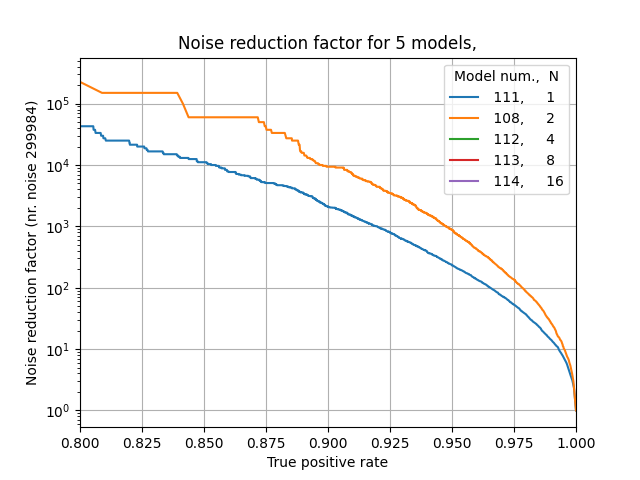 Noise reduction factor for 5 models,
Noise reduction factor (nr. noise 299984)
10^5
10^4
10^3
10^2
10^1
10^0
Model num., N
111, 1
108, 2
112, 4
113, 8
114, 16
0.800 0.825 0.850 0.875 0.900 0.925 0.950 0.975 1.000
True positive rate